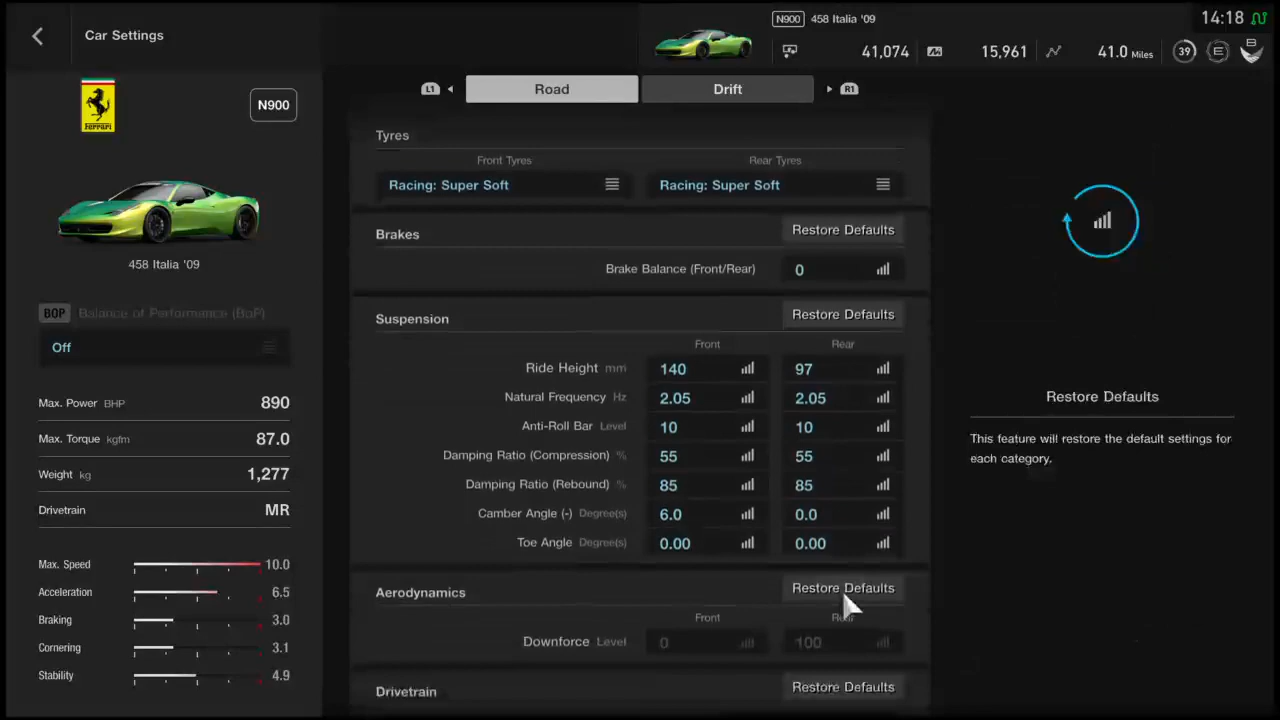 Car Settings
N900 458 Italia '09
41,074 15,961 41.0 Miles 39 E B
14:18
Ferrari
N900
458 Italia '09
BOP Balance of Performance (BoP)
Off
Max. Power BHP 890
Max. Torque kgfm 87.0
Weight kg 1,277
Drivetrain MR
Max. Speed 10.0
Acceleration 6.5
Braking 3.0
Cornering 3.1
Stability 4.9
L1 Road Drift R1
Tyres
Front Tyres Rear Tyres
Racing: Super Soft Racing: Super Soft
Brakes Restore Defaults
Brake Balance (Front/Rear) 0
Suspension Restore Defaults
Front Rear
Ride Height mm 140 97
Natural Frequency Hz 2.05 2.05
Anti-Roll Bar Level 10 10
Damping Ratio (Compression) % 55 55
Damping Ratio (Rebound) % 85 85
Camber Angle (-) Degree(s) 6.0 0.0
Toe Angle Degree(s) 0.00 0.00
Aerodynamics Restore Defaults
Front Rear
Downforce Level 0 100
Drivetrain Restore Defaults
Restore Defaults
This feature will restore the default settings for
each category.